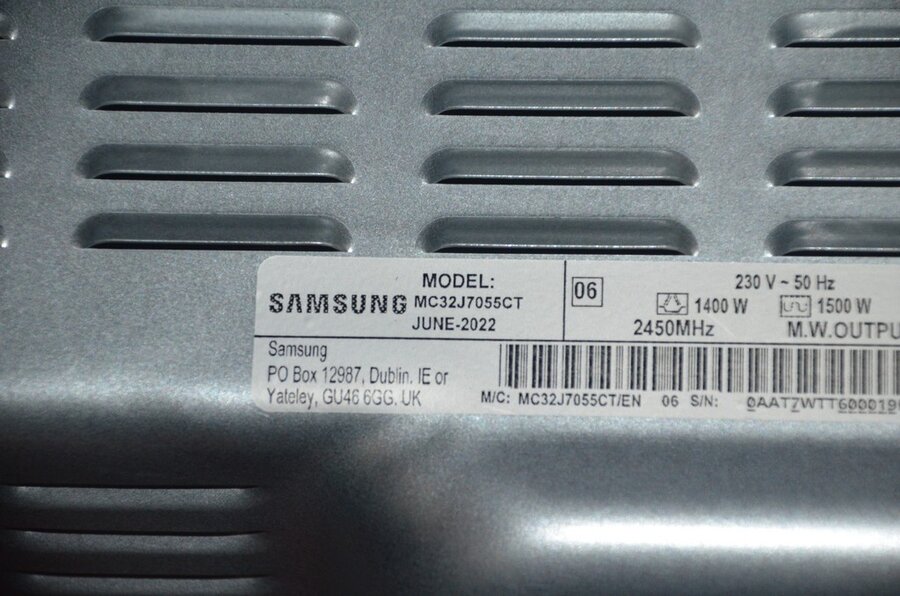 MODEL:
SAMSUNG MC32J7055CT
JUNE-2022
06
230 V ~ 50 Hz
1400 W 1500 W
2450MHz M.W.OUTPU
Samsung
PO Box 12987, Dublin. IE or
Yateley, GU46 6GG. UK
M/C: MC32J7055CT/EN 06 S/N: 0AAT7WTT600019